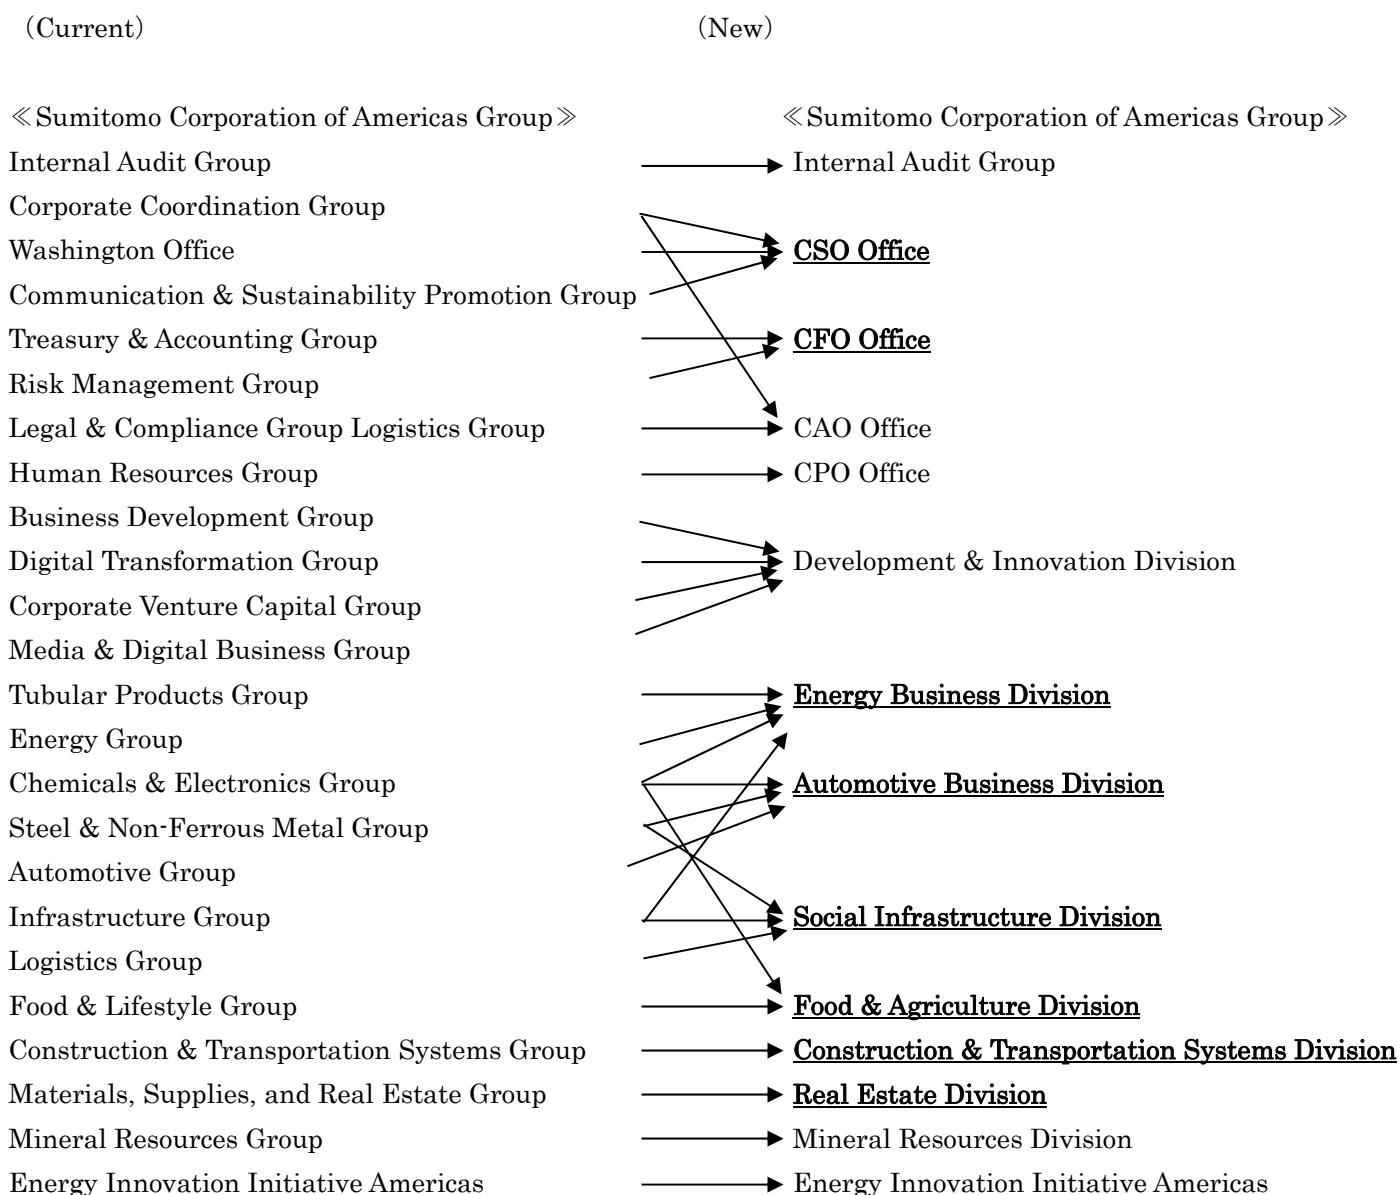 （Current） （New）
≪Sumitomo Corporation of Americas Group≫ ≪Sumitomo Corporation of Americas Group≫
Internal Audit Group Internal Audit Group
Corporate Coordination Group
Washington Office CSO Office
Communication & Sustainability Promotion Group
Treasury & Accounting Group CFO Office
Risk Management Group
Legal & Compliance Group Logistics Group CAO Office
Human Resources Group CPO Office
Business Development Group
Digital Transformation Group Development & Innovation Division
Corporate Venture Capital Group
Media & Digital Business Group
Tubular Products Group Energy Business Division
Energy Group
Chemicals & Electronics Group Automotive Business Division
Steel & Non-Ferrous Metal Group
Automotive Group
Infrastructure Group Social Infrastructure Division
Logistics Group
Food & Lifestyle Group Food & Agriculture Division
Construction & Transportation Systems Group Construction & Transportation Systems Division
Materials, Supplies, and Real Estate Group Real Estate Division
Mineral Resources Group Mineral Resources Division
Energy Innovation Initiative Americas Energy Innovation Initiative Americas